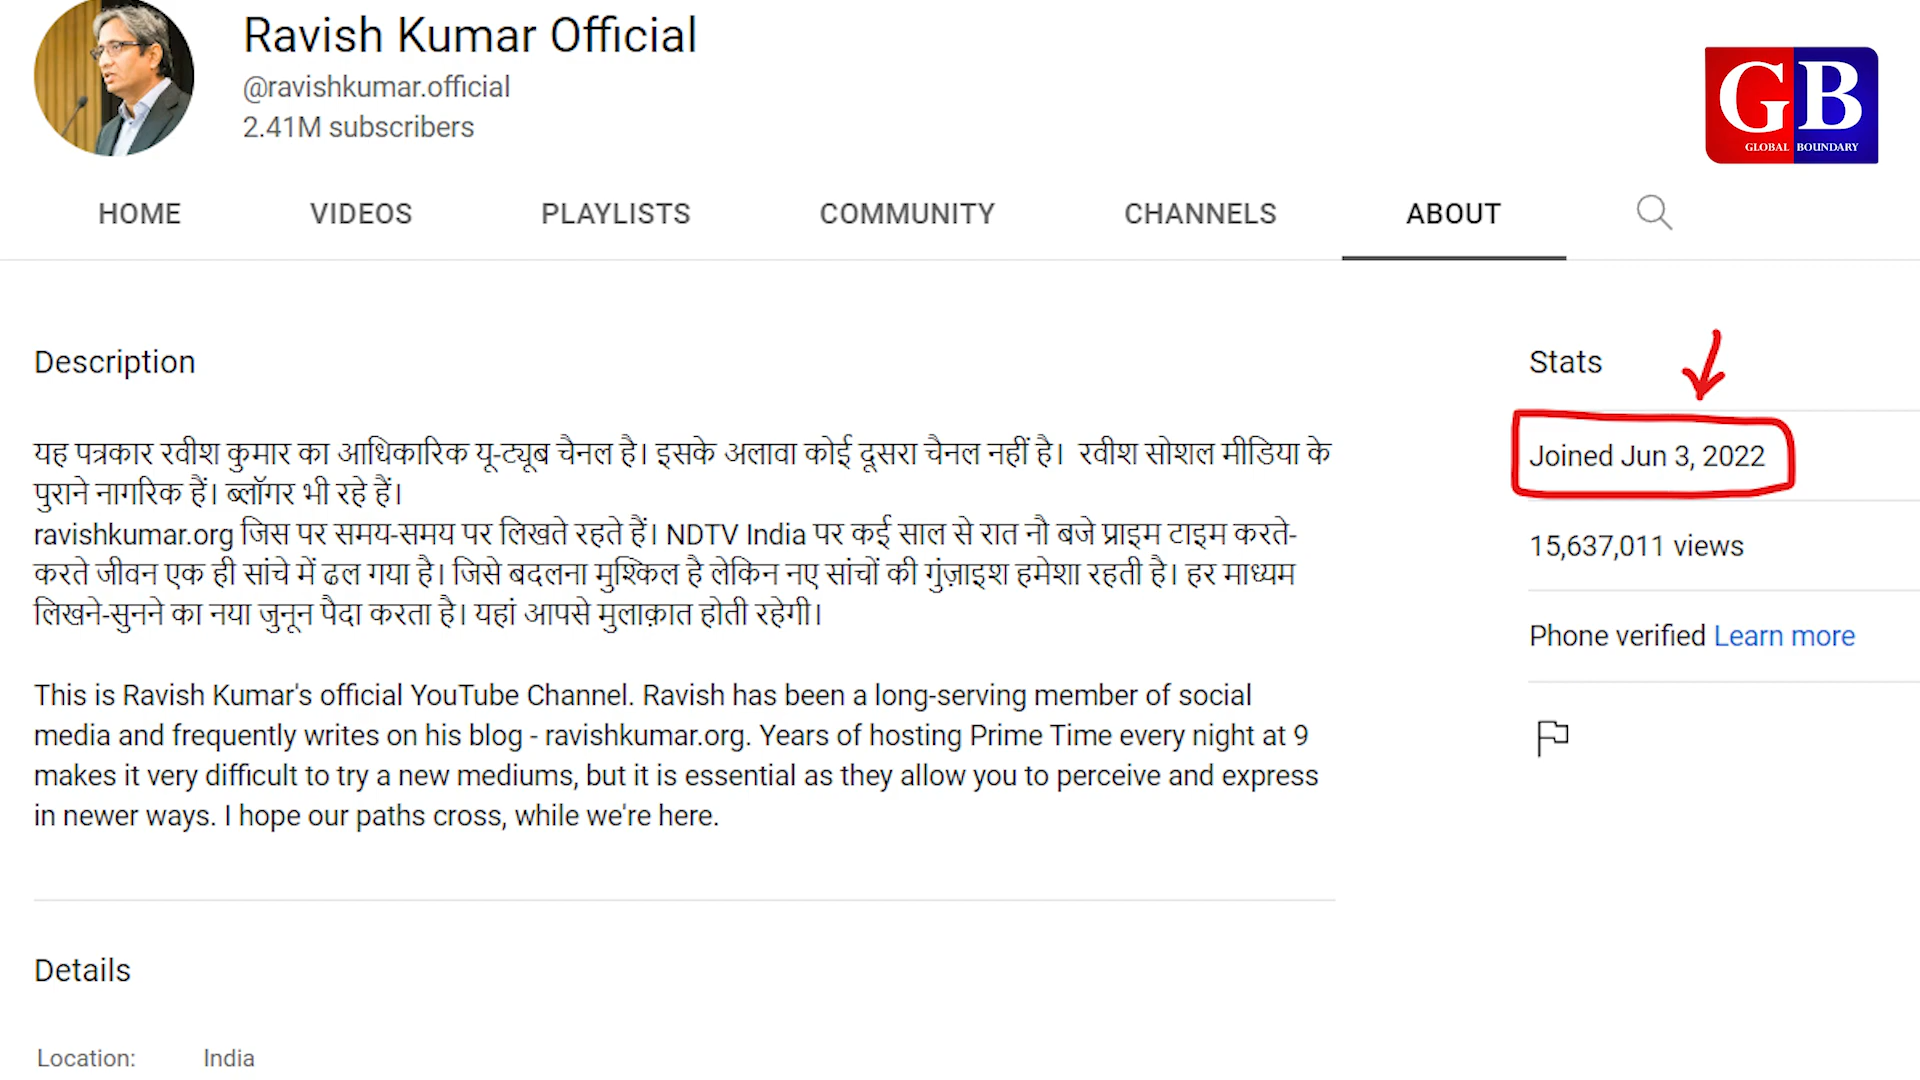 Ravish Kumar Official
@ravishkumar.official
2.41M subscribers
GB
GLOBAL BOUNDARY
HOME VIDEOS PLAYLISTS COMMUNITY CHANNELS ABOUT
Description
यह पत्रकार रवीश कुमार का आधिकारिक यू-ट्यूब चैनल है। इसके अलावा कोई दूसरा चैनल नहीं है। रवीश सोशल मीडिया के
पुराने नागरिक हैं। ब्लॉगर भी रहे हैं।
ravishkumar.org जिस पर समय-समय पर लिखते रहते हैं। NDTV India पर कई साल से रात नौ बजे प्राइम टाइम करते-
करते जीवन एक ही सांचे में ढल गया है। जिसे बदलना मुश्किल है लेकिन नए सांचों की गुंज़ाइश हमेशा रहती है। हर माध्यम
लिखने-सुनने का नया जुनून पैदा करता है। यहां आपसे मुलाक़ात होती रहेगी।
This is Ravish Kumar's official YouTube Channel. Ravish has been a long-serving member of social
media and frequently writes on his blog - ravishkumar.org. Years of hosting Prime Time every night at 9
makes it very difficult to try a new mediums, but it is essential as they allow you to perceive and express
in newer ways. I hope our paths cross, while we're here.
Stats
Joined Jun 3, 2022
15,637,011 views
Phone verified Learn more
Details
Location: India